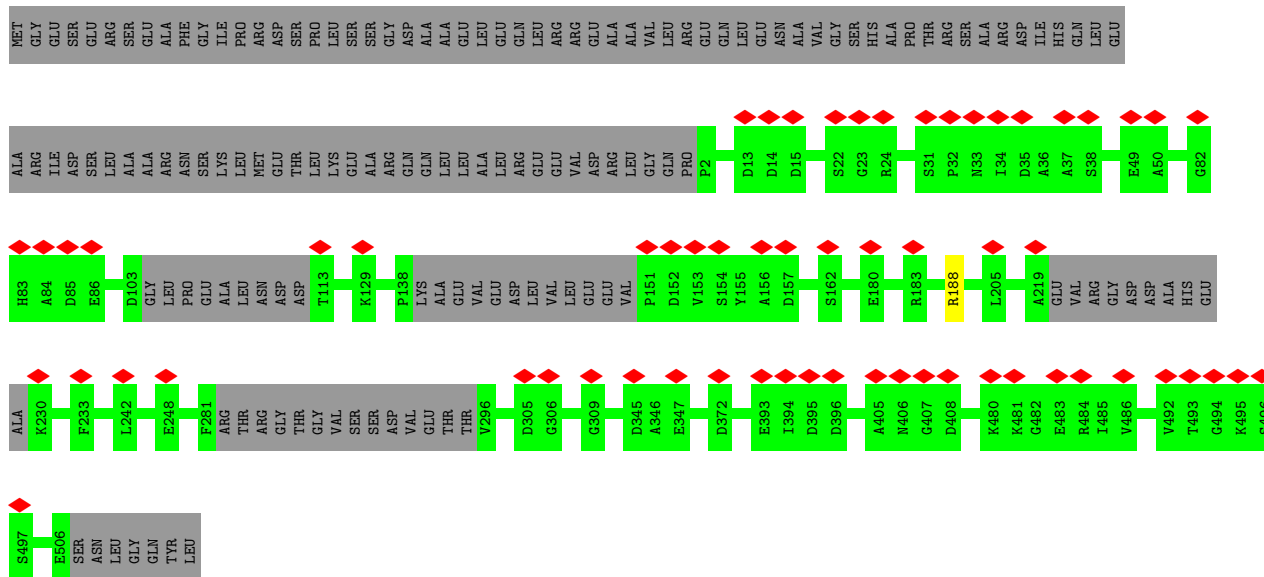 MET GLY GLU SER GLU ARG SER GLU ALA PHE GLY ILE PRO ARG ASP SER PRO LEU SER SER GLY ASP ALA ALA GLU LEU GLU GLN LEU ARG ARG GLU ALA ALA VAL LEU ARG GLU GLN LEU GLU ASN ALA VAL GLY SER HIS ALA PRO THR ARG SER ALA ARG ASP ILE HIS GLN LEU GLU
ALA ARG ILE ASP SER LEU ALA ALA ARG ASN SER LYS LEU MET GLU THR LEU LYS GLU ALA ARG GLN GLN LEU LEU ALA LEU ARG GLU GLU VAL ASP ARG LEU GLY GLN PRO P2 D13 D14 D15 S22 G23 R24 S31 P32 N33 I34 D35 A36 A37 S38 E49 A50 G82
H83 A84 D85 E86 D103 GLY LEU PRO GLU ALA LEU ASN ASP ASP T113 K129 P138 LYS ALA GLU VAL GLU ASP LEU VAL LEU GLU GLU VAL P151 D152 V153 S154 Y155 A156 D157 S162 E180 R183 R188 L205 A219 GLU VAL ARG GLY ASP ASP ALA HIS GLU
ALA K230 F233 L242 E248 F281 ARG THR ARG GLY THR GLY VAL SER SER ASP VAL GLU THR THR V296 D305 G306 G309 D345 A346 E347 D372 E393 I394 D395 D396 A405 N406 G407 D408 K480 K481 G482 E483 R484 I485 V486 V492 T493 G494 K495 S496
S497 E506 SER ASN LEU GLY GLN TYR LEU